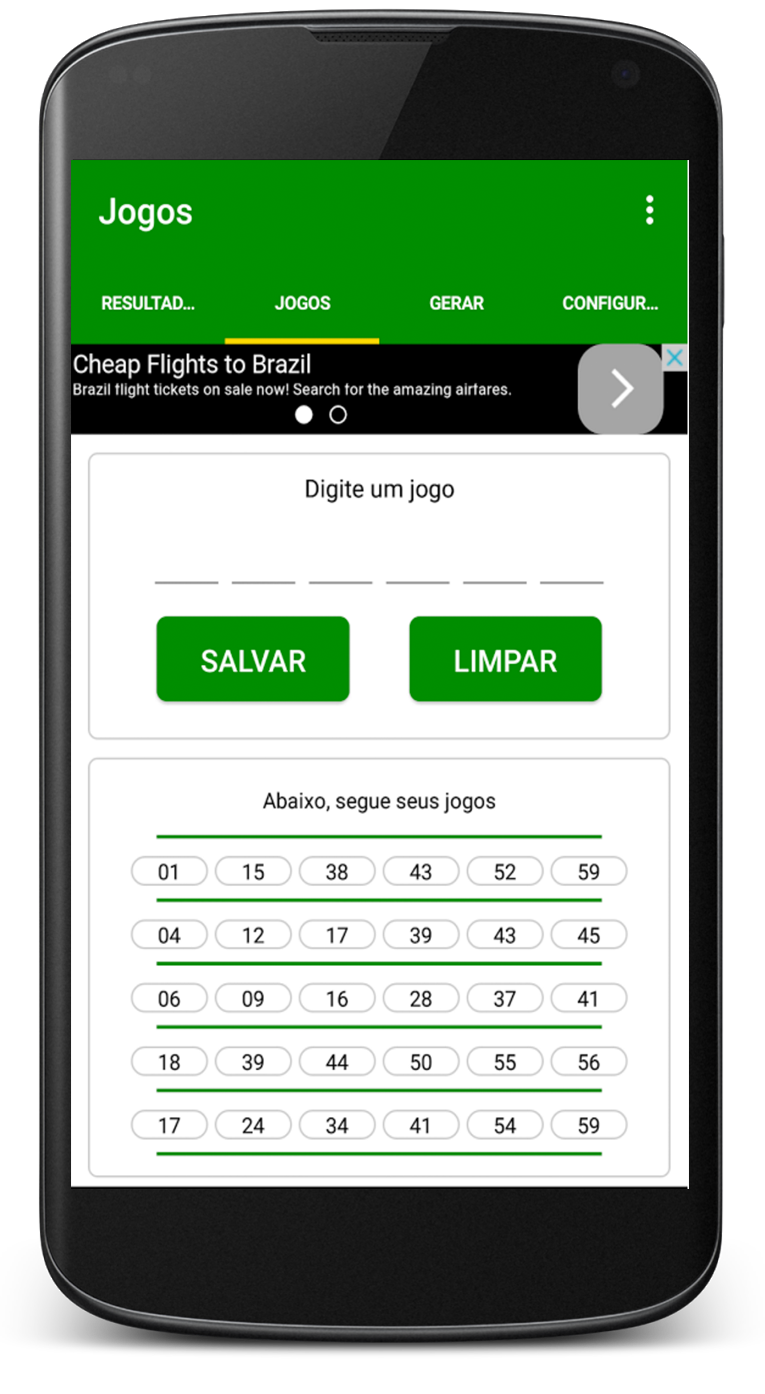 Jogos
RESULTAD... JOGOS GERAR CONFIGUR...
Cheap Flights to Brazil
Brazil flight tickets on sale now! Search for the amazing airfares.
Digite um jogo
SALVAR LIMPAR
Abaixo, segue seus jogos
01 15 38 43 52 59
04 12 17 39 43 45
06 09 16 28 37 41
18 39 44 50 55 56
17 24 34 41 54 59